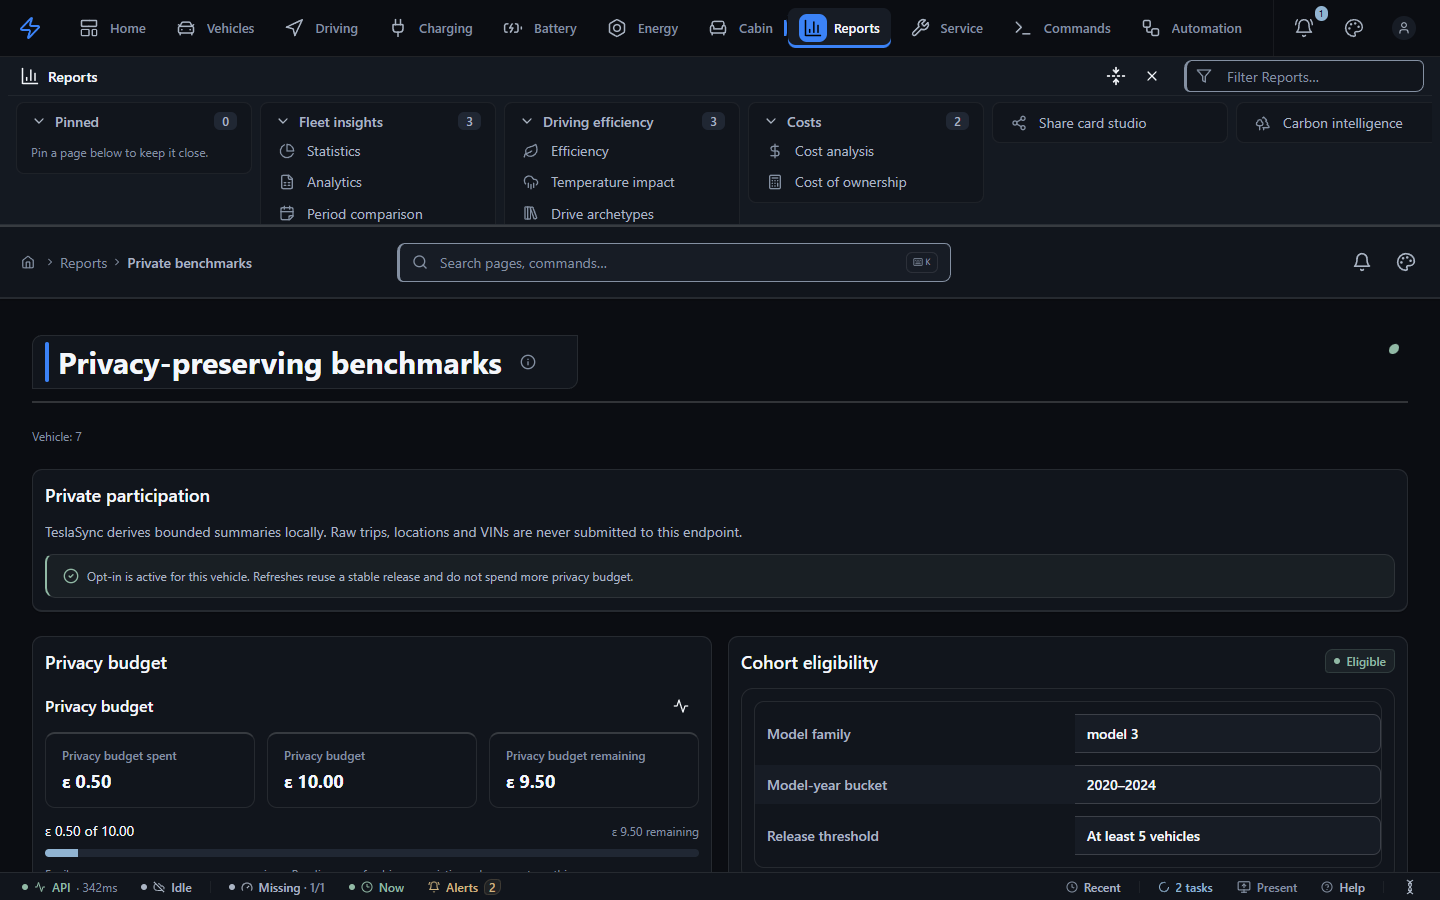 Home
Vehicles
Driving
Charging
Battery
Energy
Cabin
Reports
Service
Commands
Automation
1
Reports
Filter Reports...
Pinned
0
Pin a page below to keep it close.
Fleet insights
3
Statistics
Analytics
Period comparison
Driving efficiency
3
Efficiency
Temperature impact
Drive archetypes
Costs
2
Cost analysis
Cost of ownership
Share card studio
Carbon intelligence
Reports
Private benchmarks
Search pages, commands...
K
Privacy-preserving benchmarks
Vehicle: 7
Private participation
TeslaSync derives bounded summaries locally. Raw trips, locations and VINs are never submitted to this endpoint.
Opt-in is active for this vehicle. Refreshes reuse a stable release and do not spend more privacy budget.
Privacy budget
Privacy budget
Privacy budget spent
ε 0.50
Privacy budget
ε 10.00
Privacy budget remaining
ε 9.50
ε 0.50 of 10.00
ε 9.50 remaining
Cohort eligibility
Eligible
Model family
model 3
Model-year bucket
2020–2024
Release threshold
At least 5 vehicles
API · 342ms
Idle
Missing · 1/1
Now
Alerts 2
Recent
2 tasks
Present
Help